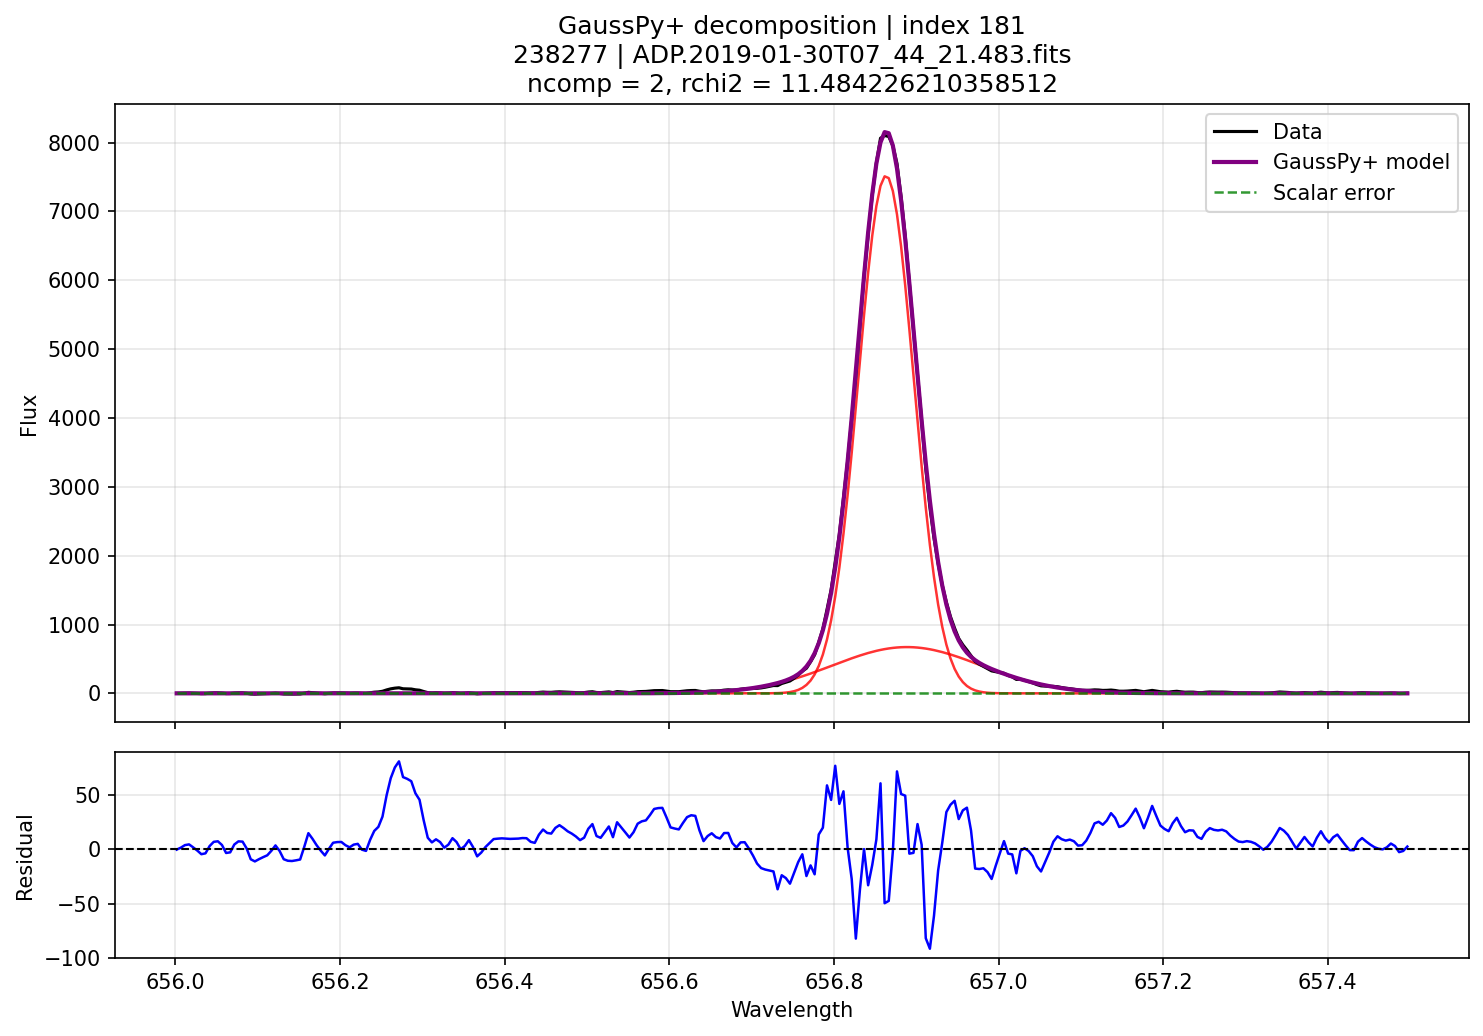 GaussPy+ decomposition | index 181
238277 | ADP.2019-01-30T07_44_21.483.fits
ncomp = 2, rchi2 = 11.484226210358512
Data
GaussPy+ model
Scalar error
8000
7000
6000
5000
4000
3000
2000
1000
0
Flux
50
0
−50
−100
Residual
656.0
656.2
656.4
656.6
656.8
657.0
657.2
657.4
Wavelength